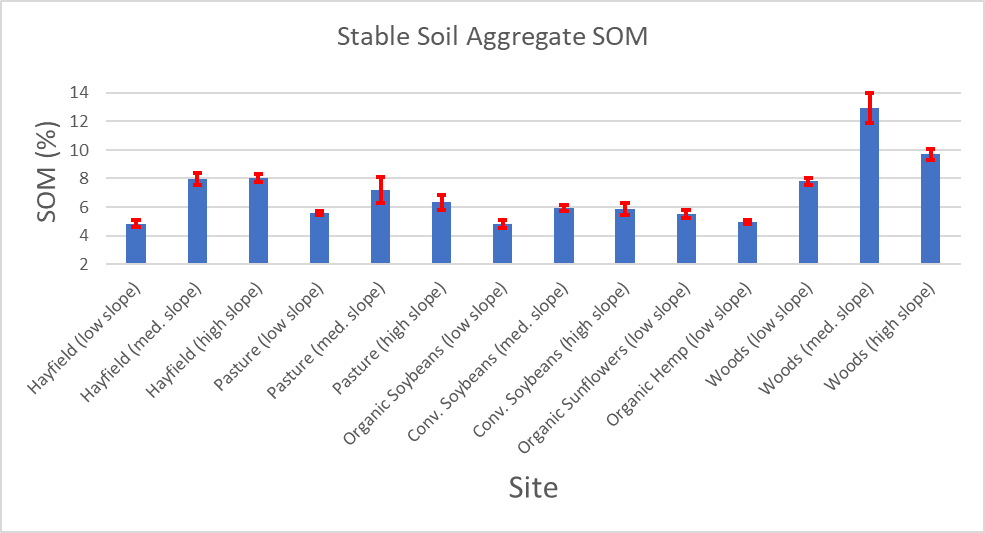 Stable Soil Aggregate SOM
SOM (%)
14
12
10
8
6
4
2
Hayfield (low slope)
Hayfield (med. slope)
Hayfield (high slope)
Pasture (low slope)
Pasture (med. slope)
Pasture (high slope)
Organic Soybeans (low slope)
Conv. Soybeans (med. slope)
Conv. Soybeans (high slope)
Organic Sunflowers (low slope)
Organic Hemp (low slope)
Woods (low slope)
Woods (med. slope)
Woods (high slope)
Site